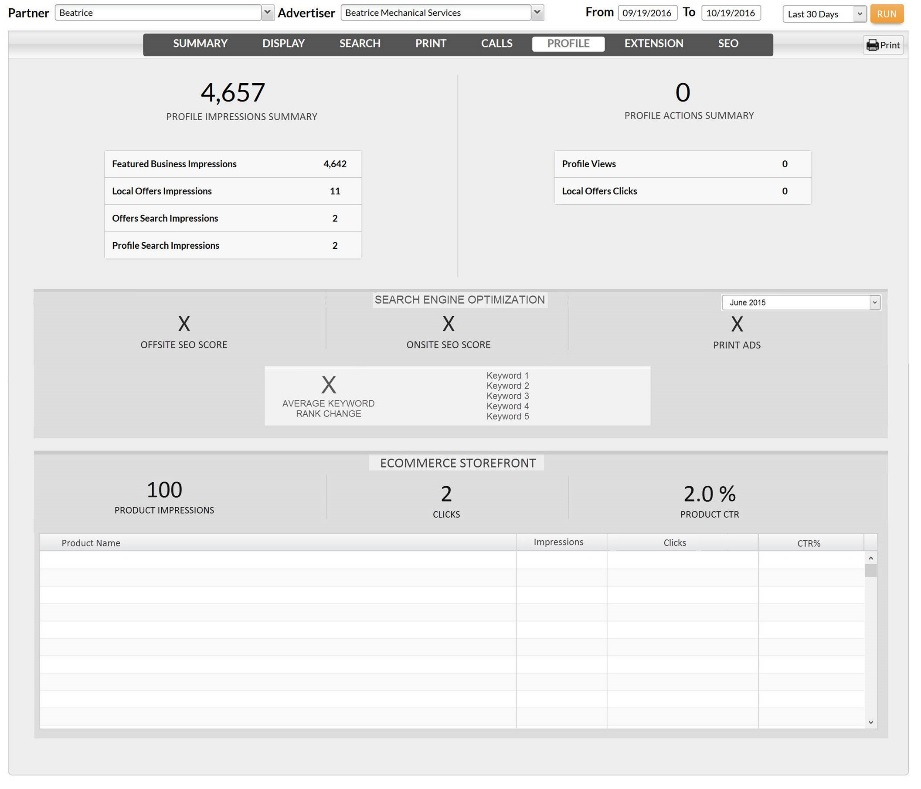 Partner Beatrice Advertiser Beatrice Mechanical Services From 09/19/2016 To 10/19/2016 Last 30 Days RUN
SUMMARY DISPLAY SEARCH PRINT CALLS PROFILE EXTENSION SEO Print
4,657
PROFILE IMPRESSIONS SUMMARY
0
PROFILE ACTIONS SUMMARY
Featured Business Impressions 4,642
Local Offers Impressions 11
Offers Search Impressions 2
Profile Search Impressions 2
Profile Views 0
Local Offers Clicks 0
SEARCH ENGINE OPTIMIZATION
June 2015
X
OFFSITE SEO SCORE
X
ONSITE SEO SCORE
X
PRINT ADS
X
AVERAGE KEYWORD
RANK CHANGE
Keyword 1
Keyword 2
Keyword 3
Keyword 4
Keyword 5
ECOMMERCE STOREFRONT
100
PRODUCT IMPRESSIONS
2
CLICKS
2.0 %
PRODUCT CTR
Product Name Impressions Clicks CTR%